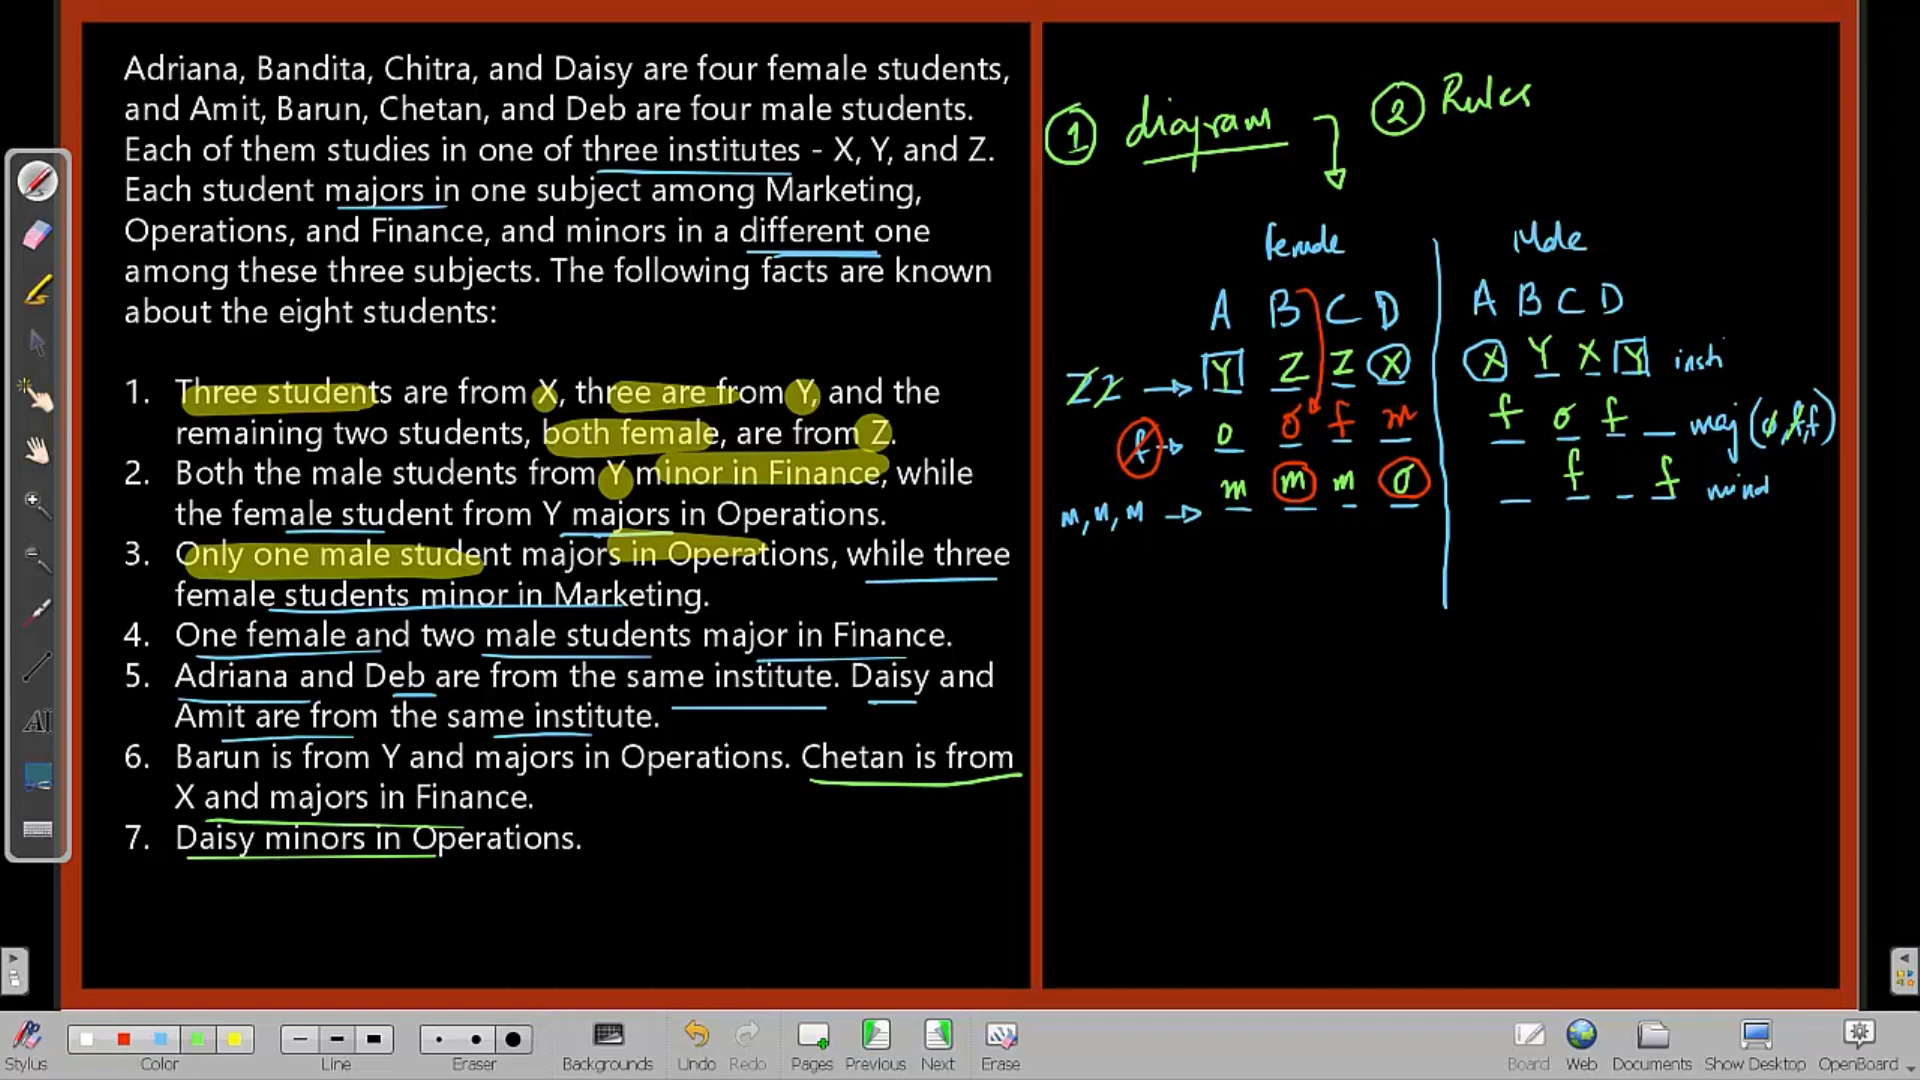 Adriana, Bandita, Chitra, and Daisy are four female students,
and Amit, Barun, Chetan, and Deb are four male students.
Each of them studies in one of three institutes - X, Y, and Z.
Each student majors in one subject among Marketing,
Operations, and Finance, and minors in a different one
among these three subjects. The following facts are known
about the eight students:
1. Three students are from X, three are from Y, and the
remaining two students, both female, are from Z.
2. Both the male students from Y minor in Finance, while
the female student from Y majors in Operations.
3. Only one male student majors in Operations, while three
female students minor in Marketing.
4. One female and two male students major in Finance.
5. Adriana and Deb are from the same institute. Daisy and
Amit are from the same institute.
6. Barun is from Y and majors in Operations. Chetan is from
X and majors in Finance.
7. Daisy minors in Operations.
1 diagram 2 Rules
female Male
A B C D A B C D
ZZ Y Z Z X X Y X Y insti
f o o f m f o f maj (o, f, f)
m, m, M m m m o f f
Stylus Color Line Eraser Backgrounds Undo Redo Pages Previous Next Erase Board Web Documents Show Desktop OpenBoard